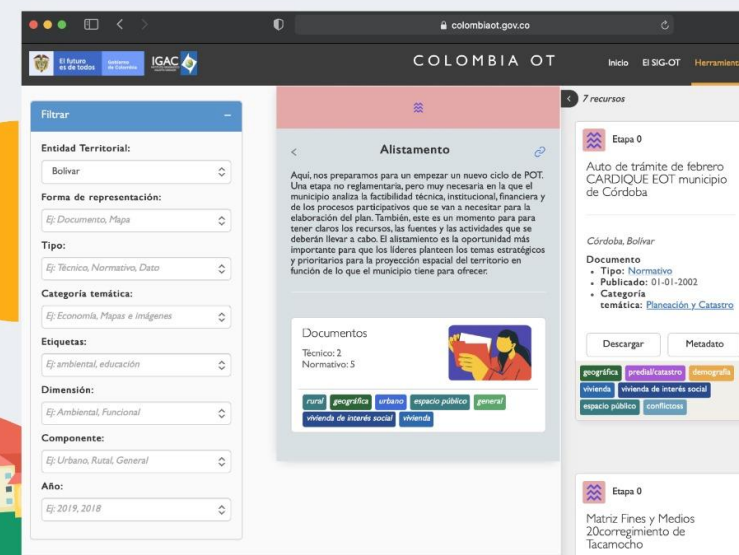 colombiaot.gov.co
El futuro
es de todos
Gobierno
de Colombia
IGAC
COLOMBIA OT
Inicio El SIG-OT Herramient
Filtrar
Entidad Territorial:
Bolívar
Forma de representación:
Ej: Documento, Mapa
Tipo:
Ej: Técnico, Normativo, Dato
Categoría temática:
Ej: Economía, Mapas e imágenes
Etiquetas:
Ej: ambiental, educación
Dimensión:
Ej: Ambiental, Funcional
Componente:
Ej: Urbano, Rutal, General
Año:
Ej: 2019, 2018
Alistamento
Aquí, nos preparamos para un empezar un nuevo ciclo de POT.
Una etapa no reglamentaria, pero muy necesaria en la que el
municipio analiza la factibilidad técnica, institucional, financiera y
de los procesos participativos que se van a necesitar para la
elaboración del plan. También, este es un momento para para
tener claros los recursos, las fuentes y las actividades que se
deberán llevar a cabo. El alistamiento es la oportunidad más
importante para que los líderes planteen los temas estratégicos
y prioritarios para la proyección espacial del territorio en
función de lo que el municipio tiene para ofrecer.
Documentos
Técnico: 2
Normativo: 5
rural geográfica urbano espacio público general
vivienda de interés social vivienda
7 recursos
Etapa 0
Auto de trámite de febrero
CARDIQUE EOT municipio
de Córdoba
Córdoba, Bolívar
Documento
Tipo: Normativo
Publicado: 01-01-2002
Categoría
temática: Planeación y Catastro
Descargar Metadato
geográfica predial/catastro demografía
vivienda vivienda de interés social
espacio público conflictoss
Etapa 0
Matriz Fines y Medios
20corregimiento de
Tacamocho